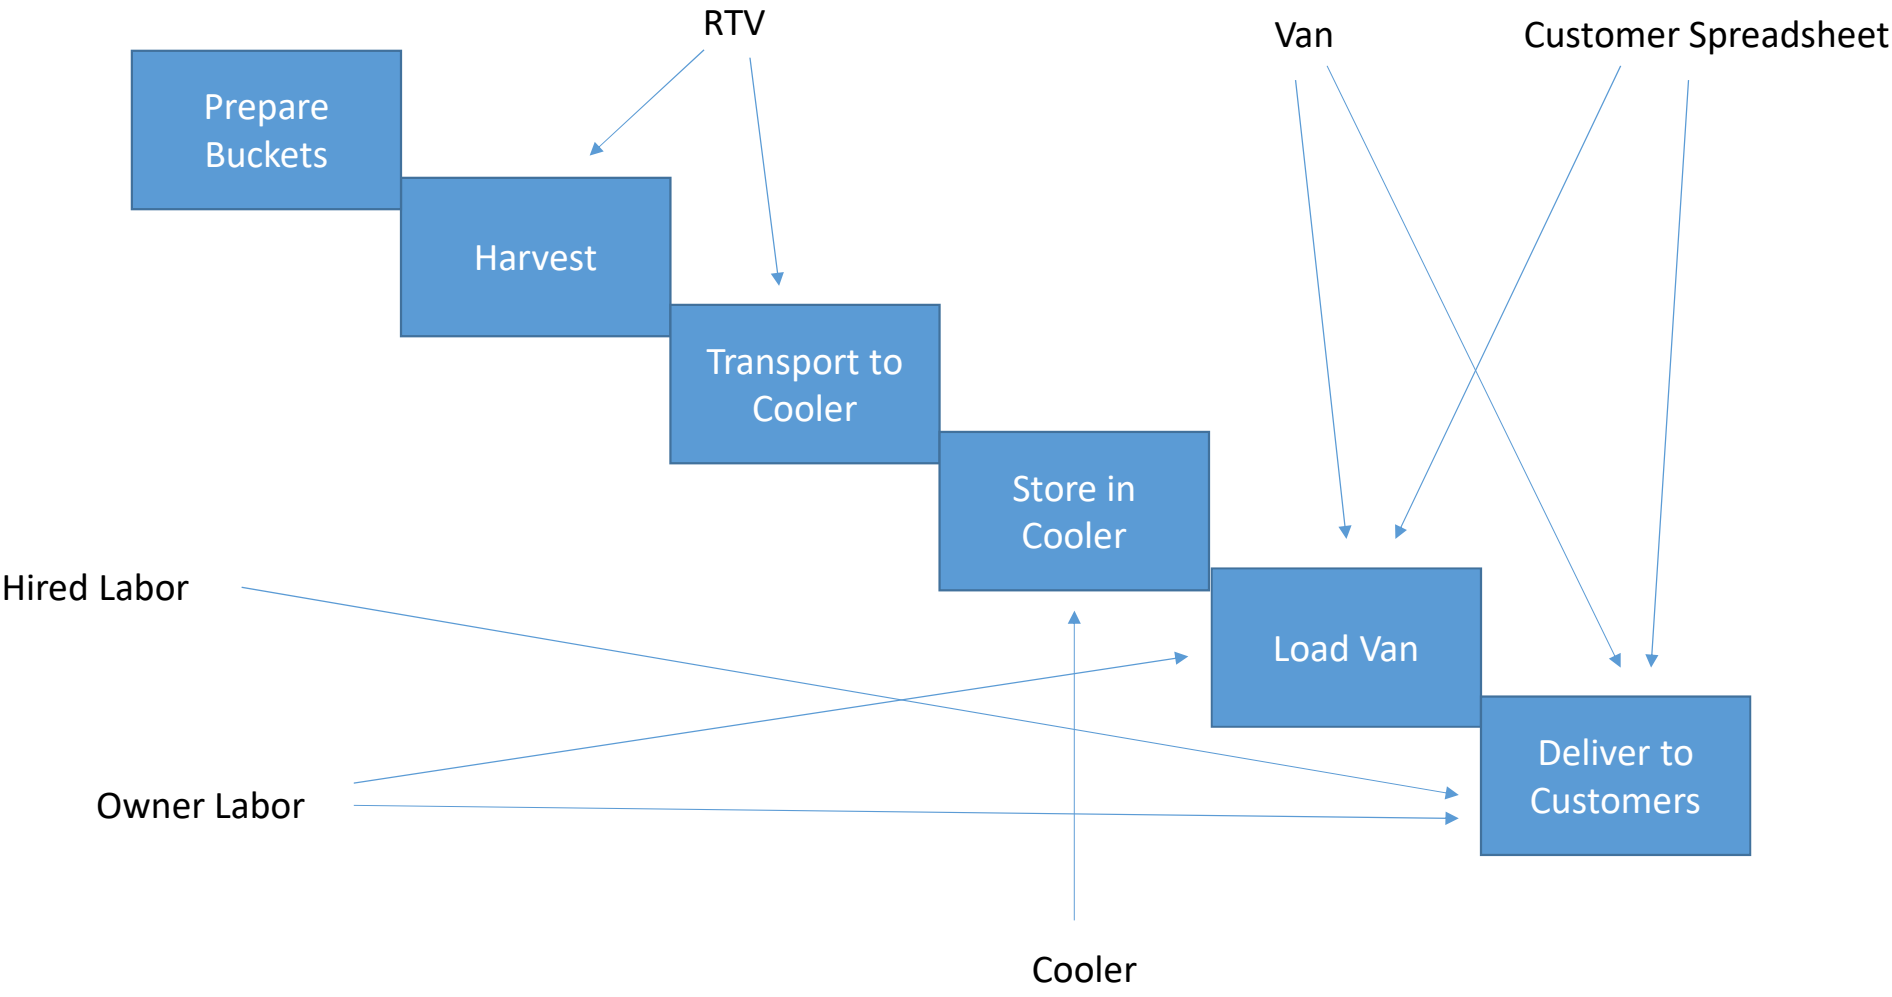 RTV
Van
Customer Spreadsheet
Prepare
Buckets
Harvest
Transport to
Cooler
Store in
Cooler
Hired Labor
Load Van
Deliver to
Customers
Owner Labor
Cooler